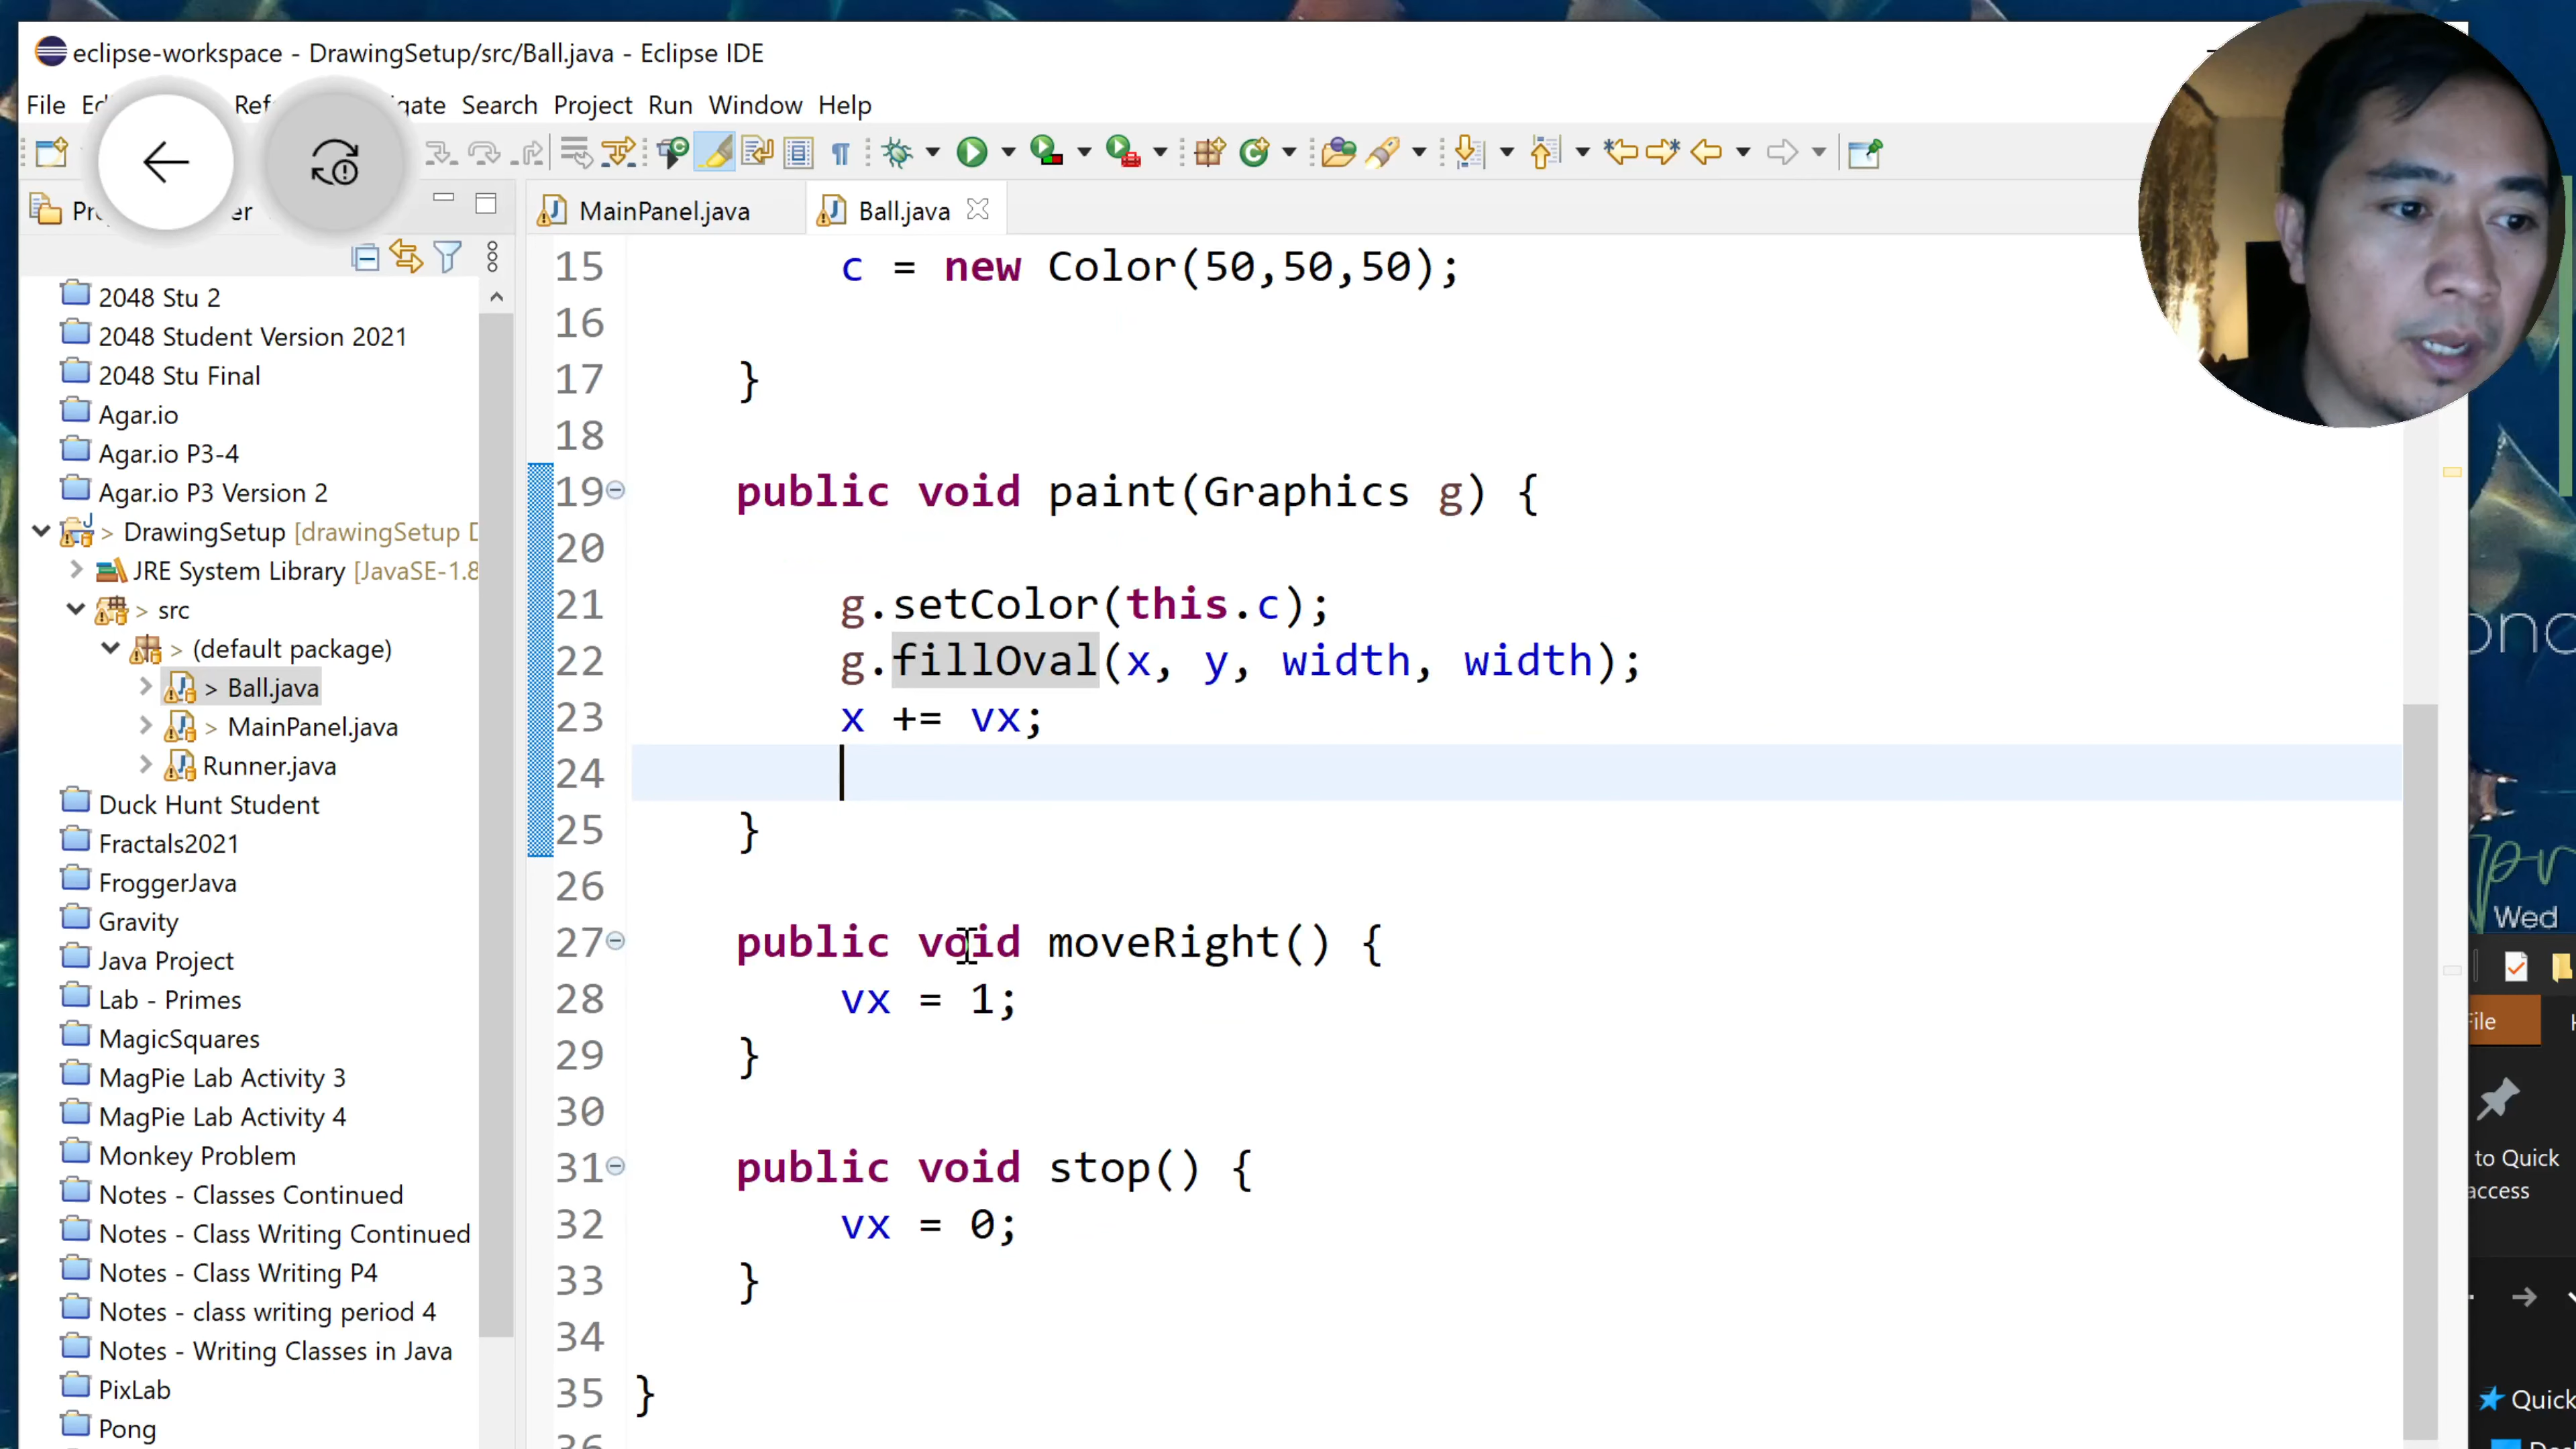 eclipse-workspace - DrawingSetup/src/Ball.java - Eclipse IDE
File Search Project Run Window Help
MainPanel.java Ball.java
2048 Stu 2
2048 Student Version 2021
2048 Stu Final
Agar.io
Agar.io P3-4
Agar.io P3 Version 2
> DrawingSetup [drawingSetup D
JRE System Library [JavaSE-1.8
> src
> (default package)
> Ball.java
> MainPanel.java
Runner.java
Duck Hunt Student
Fractals2021
FroggerJava
Gravity
Java Project
Lab - Primes
MagicSquares
MagPie Lab Activity 3
MagPie Lab Activity 4
Monkey Problem
Notes - Classes Continued
Notes - Class Writing Continued
Notes - Class Writing P4
Notes - class writing period 4
Notes - Writing Classes in Java
PixLab
Pong
15 c = new Color(50,50,50);
16
17 }
18
19 public void paint(Graphics g) {
20
21 g.setColor(this.c);
22 g.fillOval(x, y, width, width);
23 x += vx;
24
25 }
26
27 public void moveRight() {
28 vx = 1;
29 }
30
31 public void stop() {
32 vx = 0;
33 }
34
35 }
36
Wed
to Quick
access
Quick